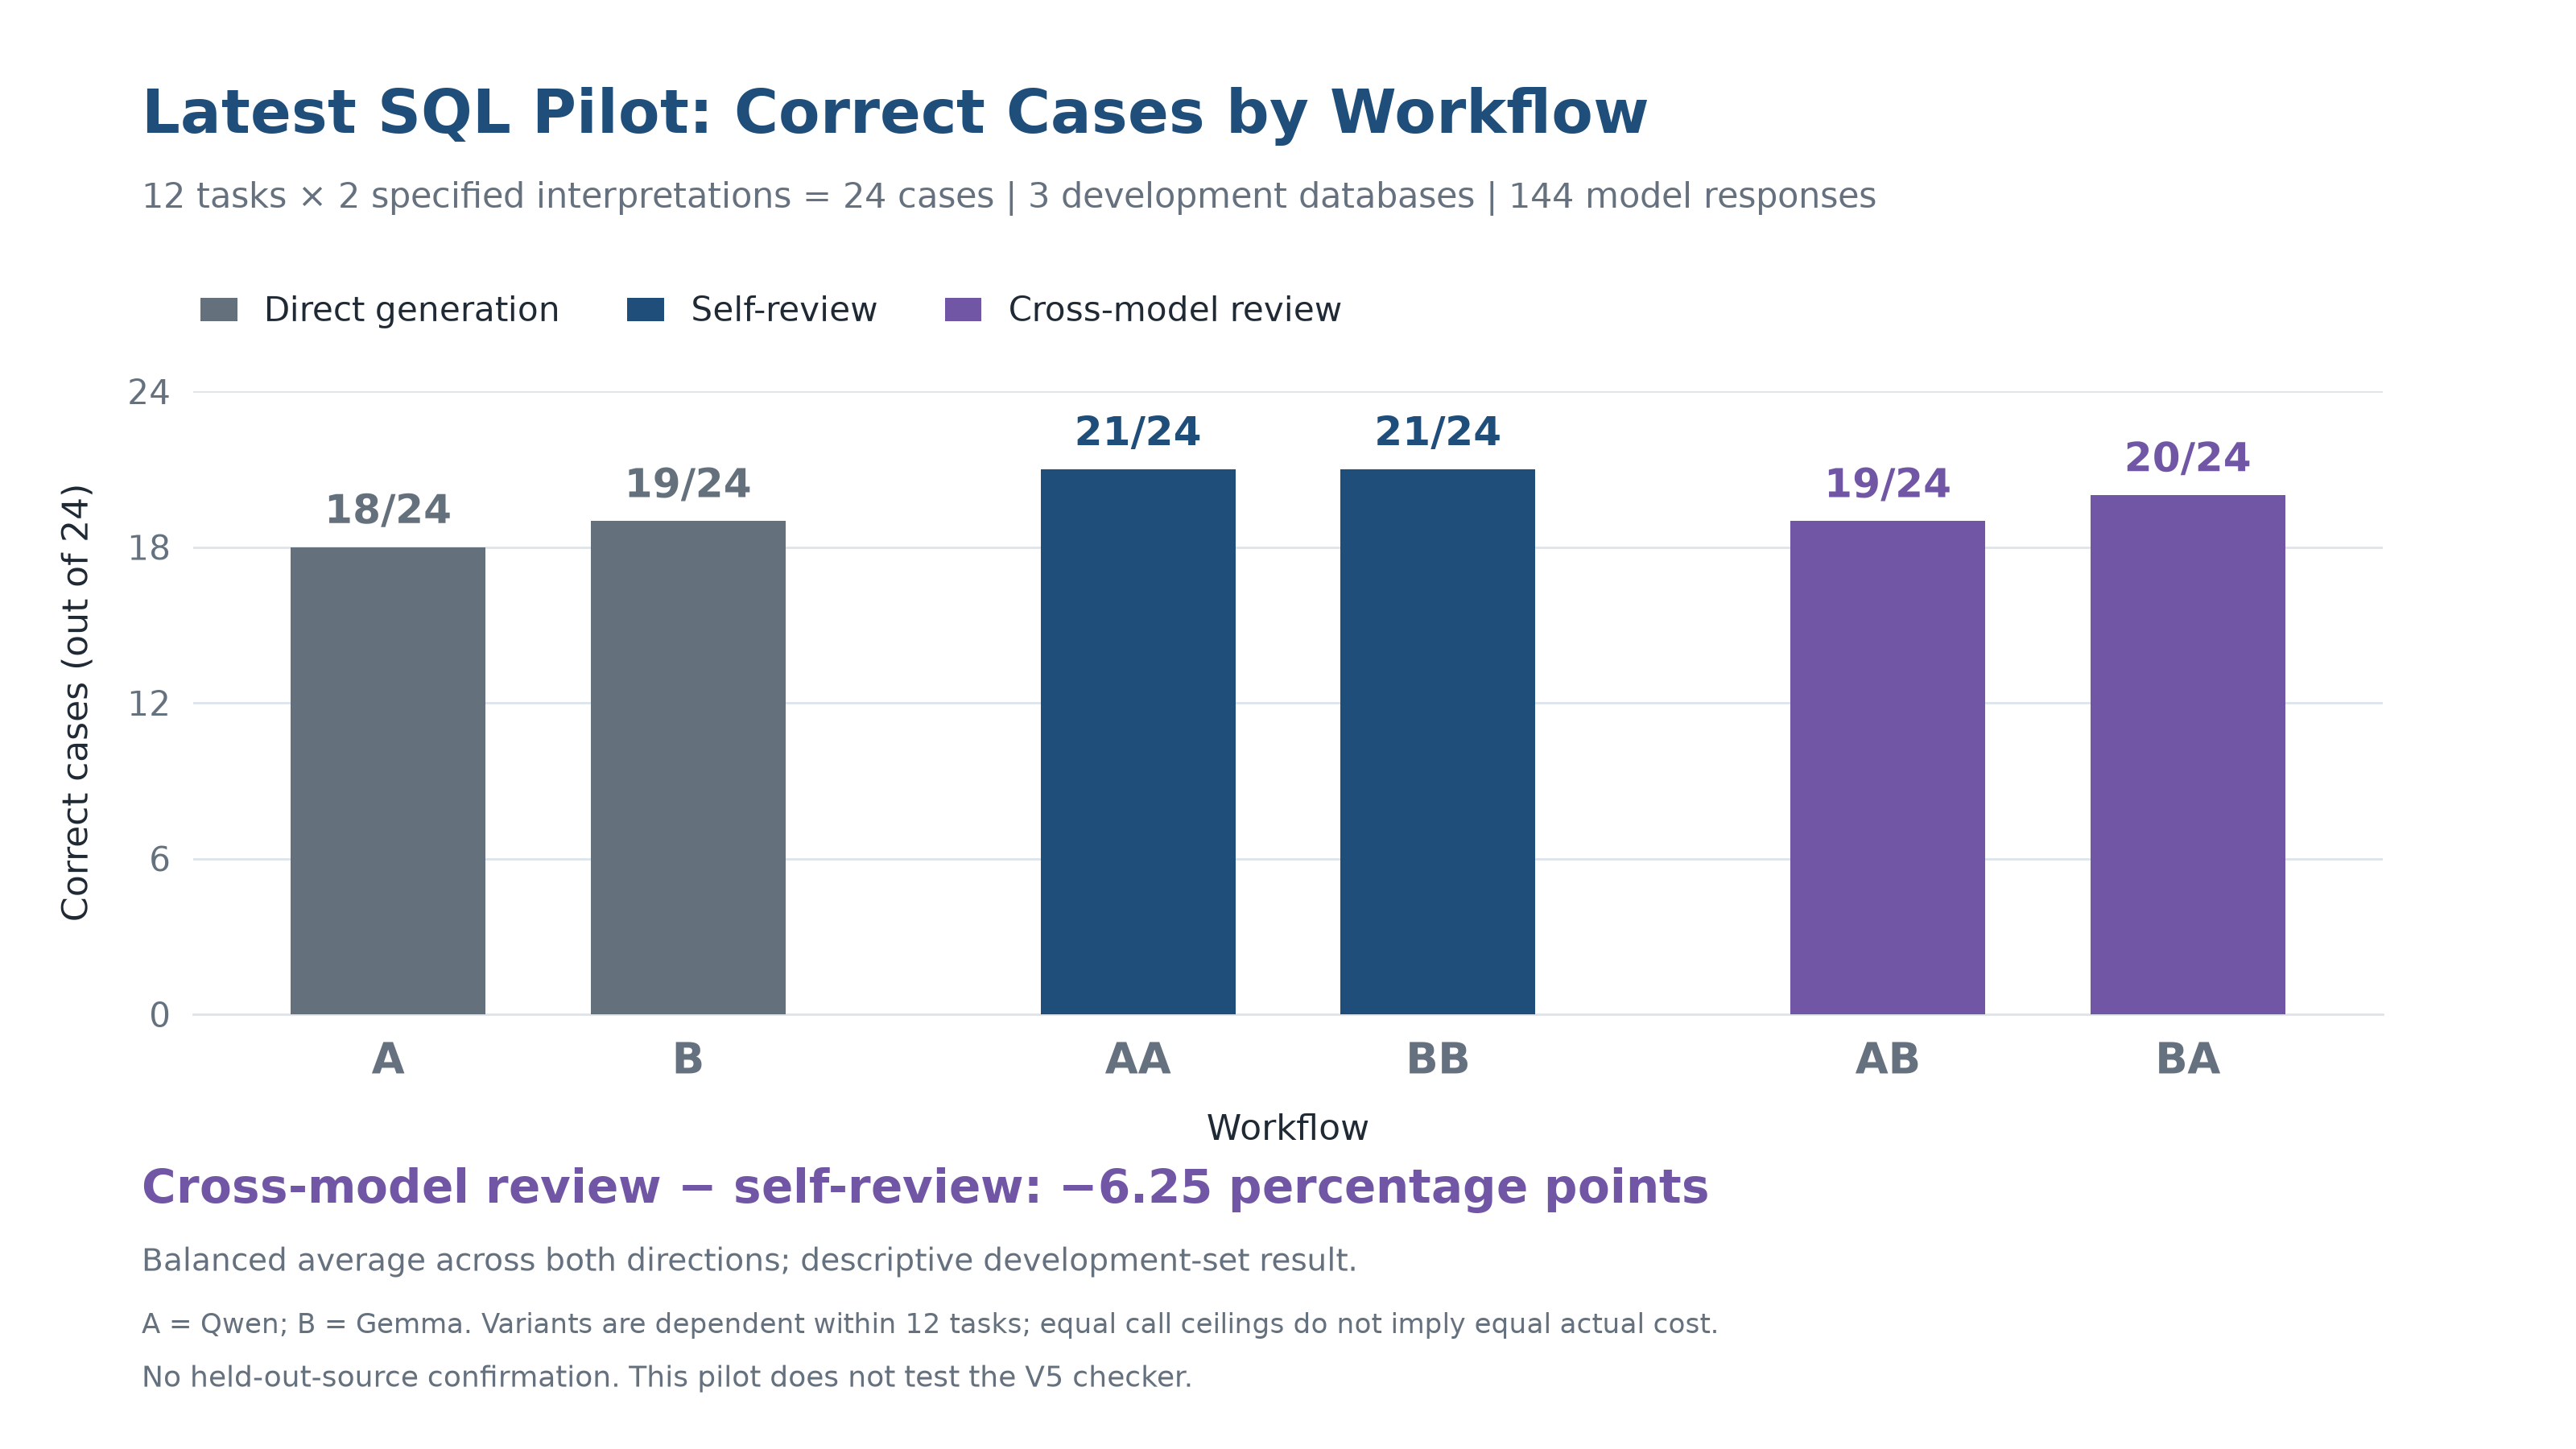 Latest SQL Pilot: Correct Cases by Workflow
12 tasks × 2 specified interpretations = 24 cases | 3 development databases | 144 model responses
Direct generation
Self-review
Cross-model review
Correct cases (out of 24)
24
18
12
6
0
18/24
19/24
21/24
21/24
19/24
20/24
A
B
AA
BB
AB
BA
Workflow
Cross-model review − self-review: −6.25 percentage points
Balanced average across both directions; descriptive development-set result.
A = Qwen; B = Gemma. Variants are dependent within 12 tasks; equal call ceilings do not imply equal actual cost.
No held-out-source confirmation. This pilot does not test the V5 checker.